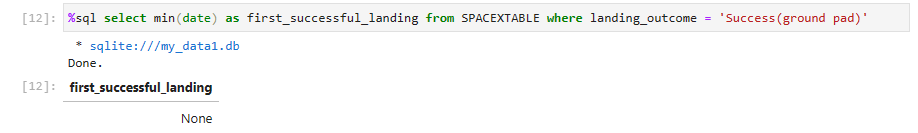 [12]: %sql select min(date) as first_successful_landing from SPACEXTABLE where landing_outcome = 'Success(ground pad)'
* sqlite:///my_data1.db
Done.
[12]: first_successful_landing
None